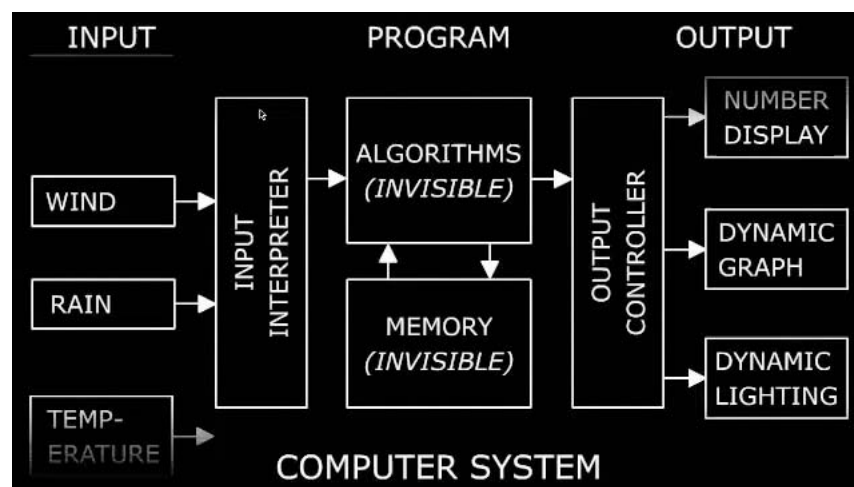 INPUT
PROGRAM
OUTPUT
WIND
RAIN
TEMP-
ERATURE
INPUT
INTERPRETER
ALGORITHMS
(INVISIBLE)
MEMORY
(INVISIBLE)
OUTPUT
CONTROLLER
NUMBER
DISPLAY
DYNAMIC
GRAPH
DYNAMIC
LIGHTING
COMPUTER SYSTEM